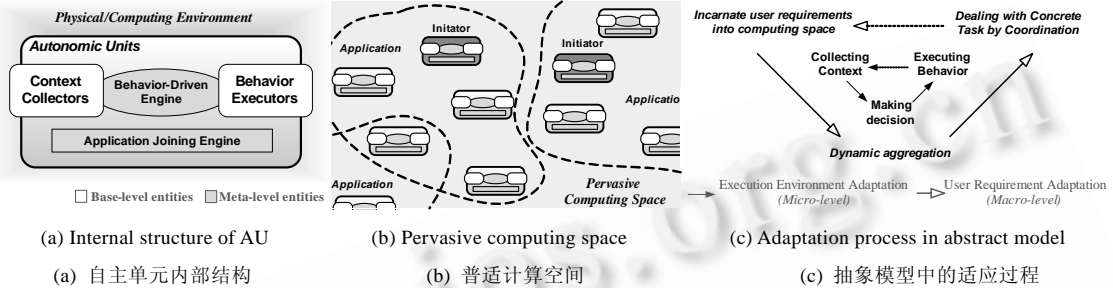 Physical/Computing Environment
Autonomic Units
Context
Collectors
Behavior-Driven
Engine
Behavior
Executors
Application Joining Engine
Base-level entities
Meta-level entities
(a) Internal structure of AU
(a) 自主单元内部结构
Application
Initator
Initiator
Applicatio
Application
Pervasive
Computing Space
(b) Pervasive computing space
(b) 普适计算空间
Incarnate user requirements
into computing space
Dealing with Concrete
Task by Coordination
Collecting
Context
Executing
Behavior
Making
decision
Dynamic aggregation
Execution Environment Adaptation
(Micro-level)
User Requirement Adaptation
(Macro-level)
(c) Adaptation process in abstract model
(c) 抽象模型中的适应过程